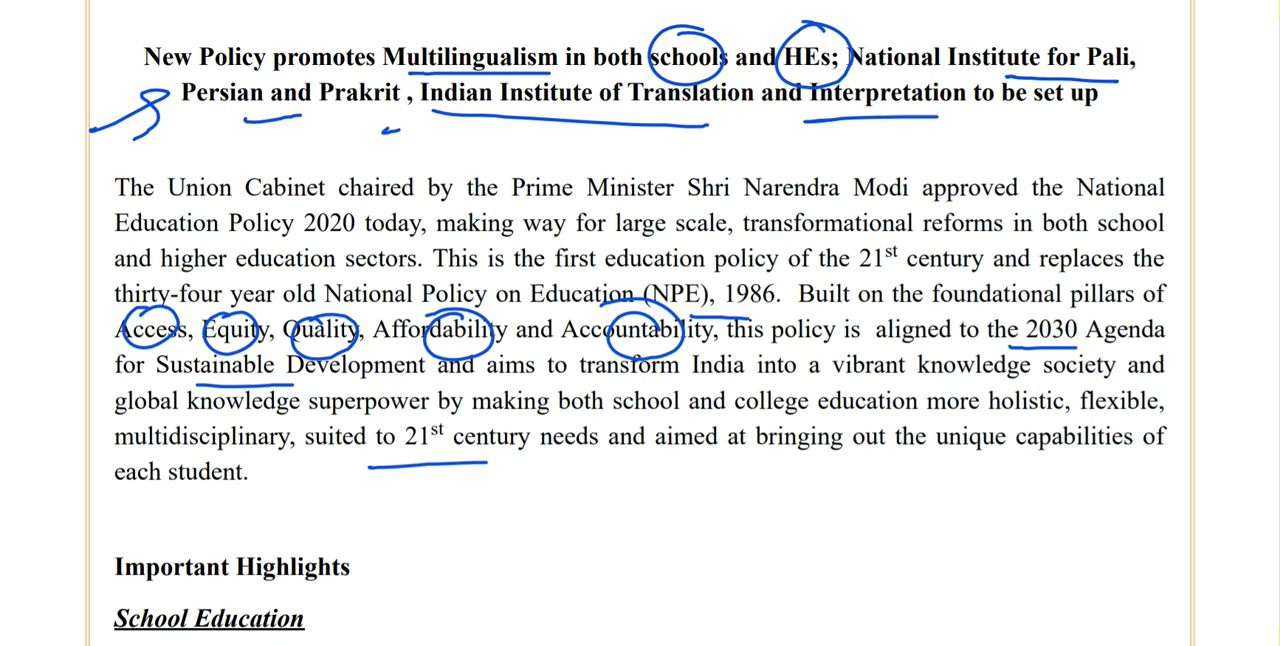 New Policy promotes Multilingualism in both schools and HEs; National Institute for Pali,
Persian and Prakrit , Indian Institute of Translation and Interpretation to be set up
The Union Cabinet chaired by the Prime Minister Shri Narendra Modi approved the National
Education Policy 2020 today, making way for large scale, transformational reforms in both school
and higher education sectors. This is the first education policy of the 21st century and replaces the
thirty-four year old National Policy on Education (NPE), 1986. Built on the foundational pillars of
Access, Equity, Quality, Affordability and Accountability, this policy is aligned to the 2030 Agenda
for Sustainable Development and aims to transform India into a vibrant knowledge society and
global knowledge superpower by making both school and college education more holistic, flexible,
multidisciplinary, suited to 21st century needs and aimed at bringing out the unique capabilities of
each student.
Important Highlights
School Education